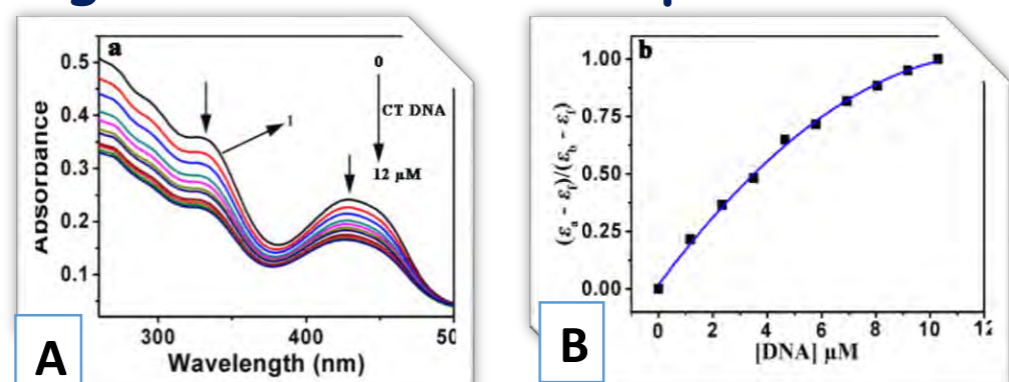 a
0
CT DNA
12 µM
1
0.5
0.4
0.3
0.2
0.1
Absorbance
300 400 50
Wavelength (nm)
A
b
1.00
0.75
0.50
0.25
0.00
(εa - εf)/(εb - εf)
0 2 4 6 8 10 12
[DNA] µM
B